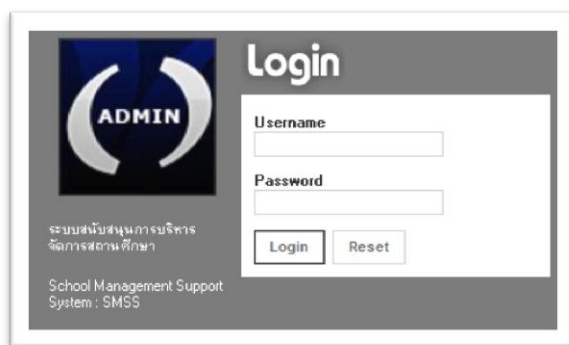 Login
ADMIN
Username
Password
Login Reset
ระบบสนับสนุนการบริหาร
จัดการสถานศึกษา
School Management Support
System : SMSS